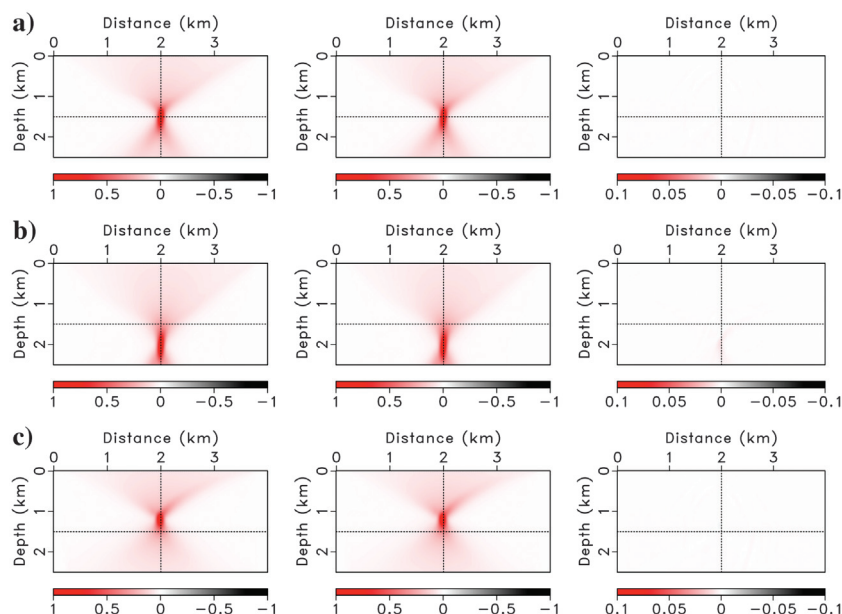 a)
Distance (km) Distance (km) Distance (km)
0 1 2 3 0 1 2 3 0 1 2 3
Depth (km) 0 1 2 Depth (km) 0 1 2 Depth (km) 0 1 2
1 0.5 0 −0.5 −1 1 0.5 0 −0.5 −1 0.1 0.05 0 −0.05 −0.1
b)
Distance (km) Distance (km) Distance (km)
0 1 2 3 0 1 2 3 0 1 2 3
Depth (km) 0 1 2 Depth (km) 0 1 2 Depth (km) 0 1 2
1 0.5 0 −0.5 −1 1 0.5 0 −0.5 −1 0.1 0.05 0 −0.05 −0.1
c)
Distance (km) Distance (km) Distance (km)
0 1 2 3 0 1 2 3 0 1 2 3
Depth (km) 0 1 2 Depth (km) 0 1 2 Depth (km) 0 1 2
1 0.5 0 −0.5 −1 1 0.5 0 −0.5 −1 0.1 0.05 0 −0.05 −0.1